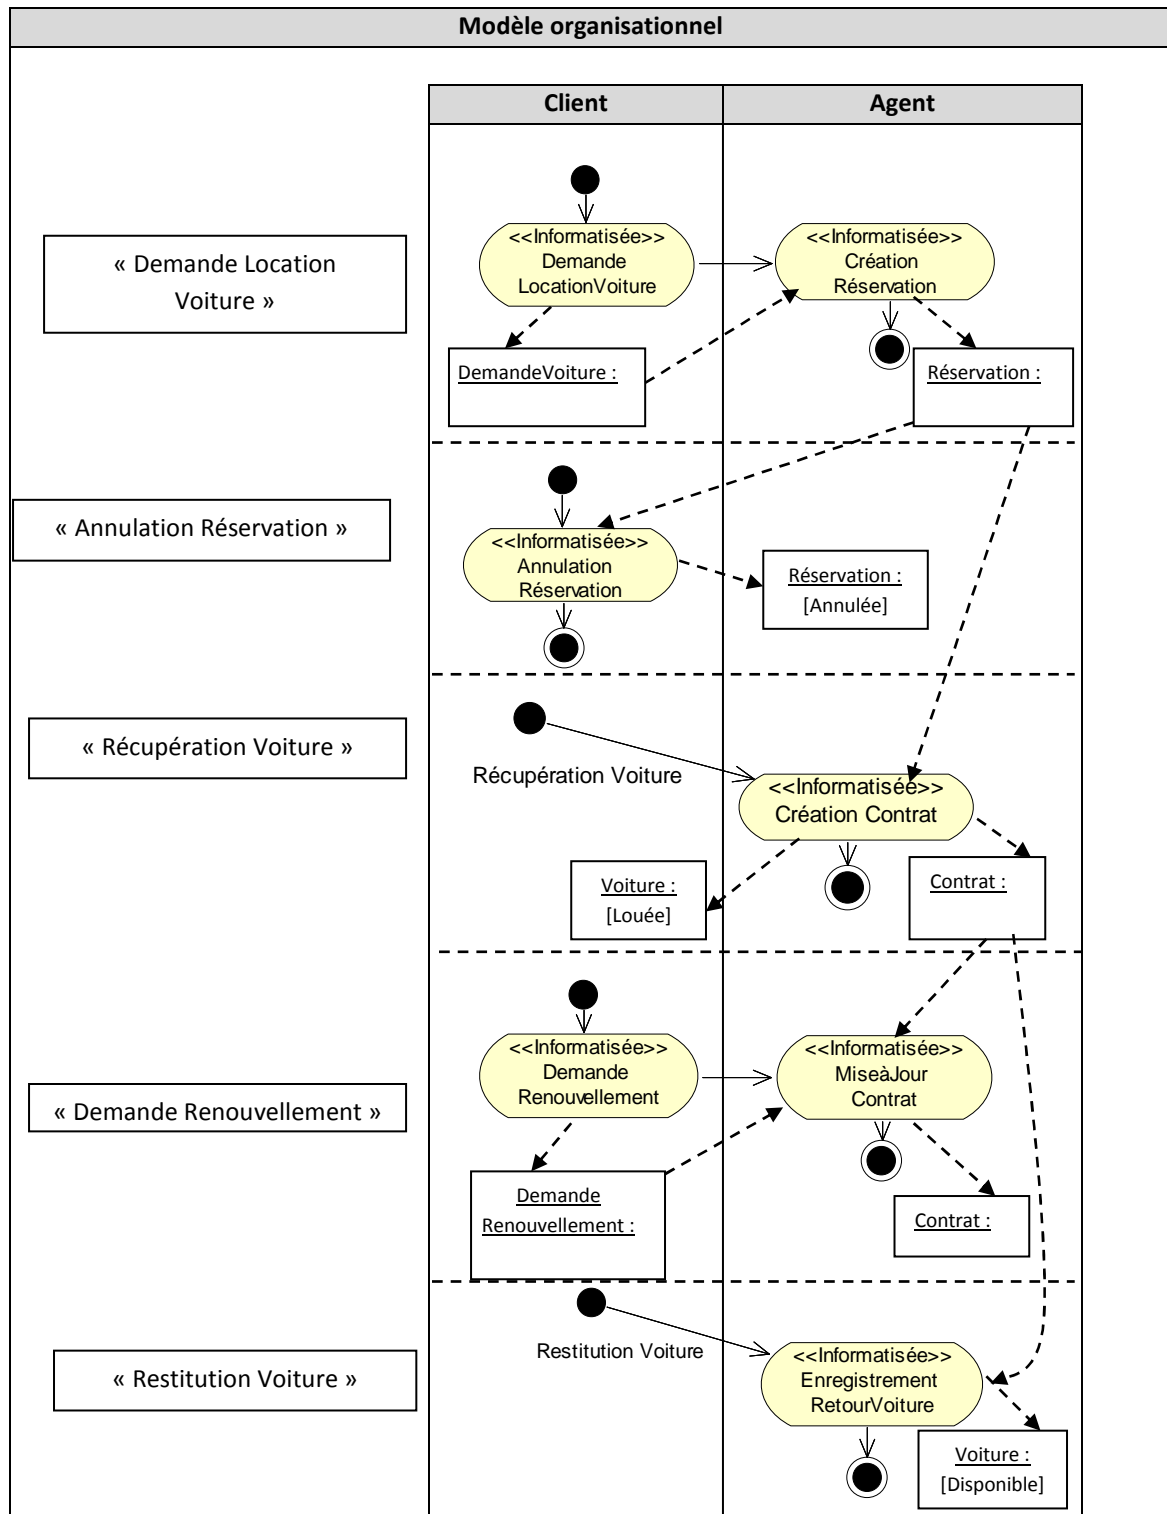 Modèle organisationnel
Client
Agent
« Demande Location
Voiture »
<<Informatisée>>
Demande
LocationVoiture
<<Informatisée>>
Création
Réservation
DemandeVoiture :
Réservation :
« Annulation Réservation »
<<Informatisée>>
Annulation
Réservation
Réservation :
[Annulée]
« Récupération Voiture »
Récupération Voiture
<<Informatisée>>
Création Contrat
Voiture :
[Louée]
Contrat :
« Demande Renouvellement »
<<Informatisée>>
Demande
Renouvellement
<<Informatisée>>
MiseàJour
Contrat
Demande
Renouvellement :
Contrat :
« Restitution Voiture »
Restitution Voiture
<<Informatisée>>
Enregistrement
RetourVoiture
Voiture :
[Disponible]